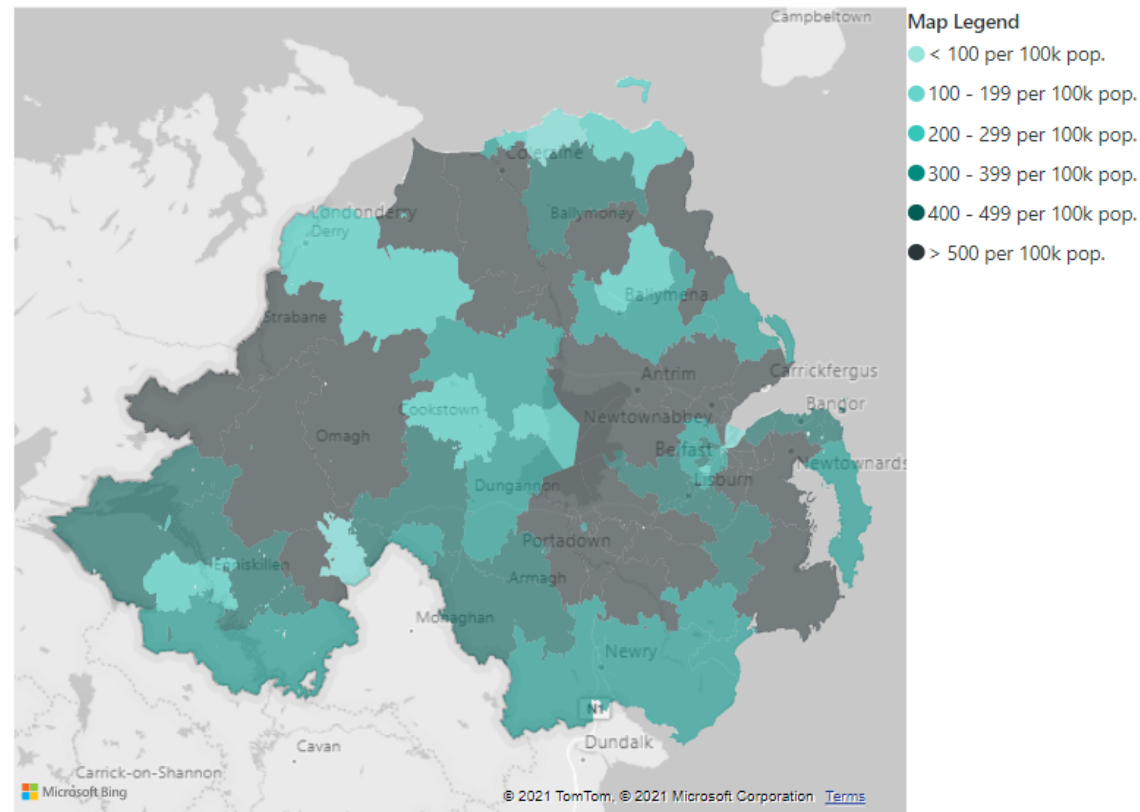 Campbeltown
Map Legend
< 100 per 100k pop.
100 - 199 per 100k pop.
200 - 299 per 100k pop.
300 - 399 per 100k pop.
400 - 499 per 100k pop.
> 500 per 100k pop.
Coleraine
Londonderry
Derry
Ballymoney
Ballymena
Strabane
Antrim
Carrickfergus
Cookstown
Newtownabbey
Bandor
Omagh
Belfast
Newtownards
Lisburn
Dungannon
Portadown
Enniskillen
Armagh
Monaghan
Newry
N1
Dundalk
Cavan
Carrick-on-Shannon
Microsoft Bing
© 2021 TomTom, © 2021 Microsoft Corporation Terms